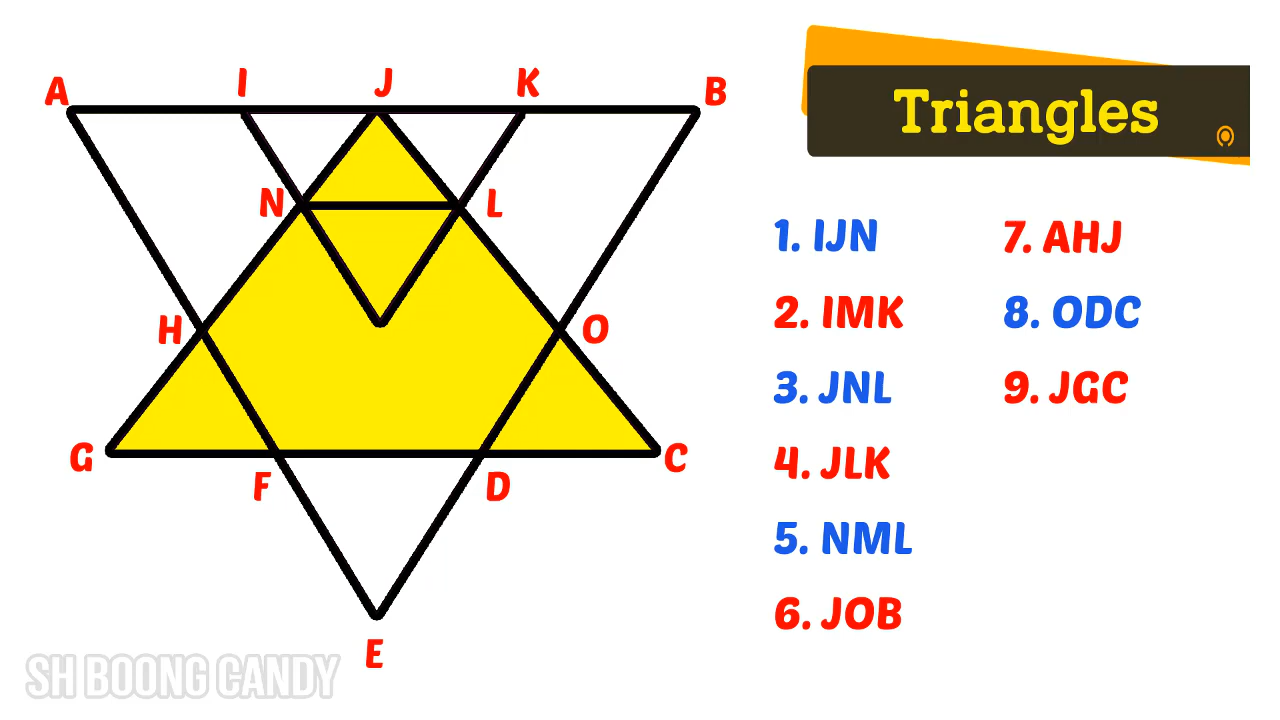 A I J K B
Triangles
N L
1. IJN
7. AHJ
2. IMK
8. ODC
H O
3. JNL
9. JGC
G C
4. JLK
F D
5. NML
6. JOB
E
SH BOONG CANDY